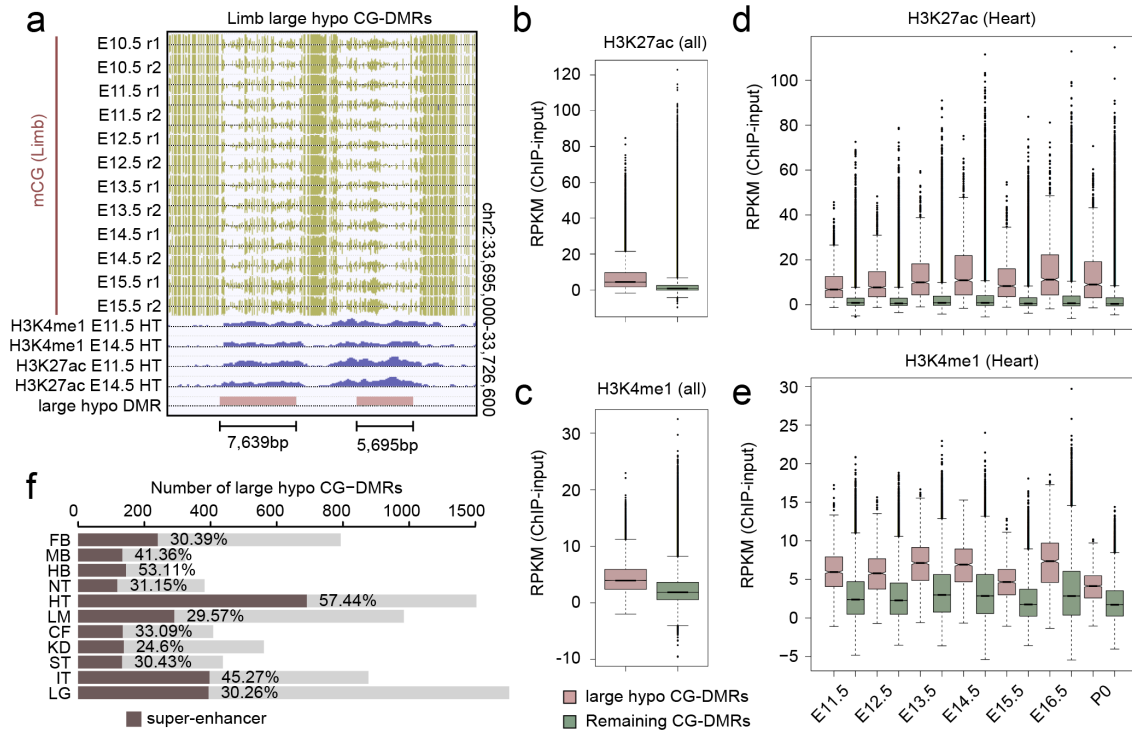 a
Limb large hypo CG-DMRs
mCG (Limb)
E10.5 r1
E10.5 r2
E11.5 r1
E11.5 r2
E12.5 r1
E12.5 r2
E13.5 r1
E13.5 r2
E14.5 r1
E14.5 r2
E15.5 r1
E15.5 r2
H3K4me1 E11.5 HT
H3K4me1 E14.5 HT
H3K27ac E11.5 HT
H3K27ac E14.5 HT
large hypo DMR
chr2:33,695,000-33,726,600
7,639bp
5,695bp
b
H3K27ac (all)
RPKM (ChIP-input)
120
100
80
60
40
20
0
c
H3K4me1 (all)
RPKM (ChIP-input)
30
20
10
0
-10
large hypo CG-DMRs
Remaining CG-DMRs
d
H3K27ac (Heart)
RPKM (ChIP-input)
100
80
60
40
20
0
e
H3K4me1 (Heart)
RPKM (ChIP-input)
30
25
20
15
10
5
0
−5
E11.5
E12.5
E13.5
E14.5
E15.5
E16.5
P0
f
Number of large hypo CG−DMRs
0 200 400 600 800 1000 1500
FB 30.39%
MB 41.36%
HB 53.11%
NT 31.15%
HT 57.44%
LM 29.57%
CF 33.09%
KD 24.6%
ST 30.43%
IT 45.27%
LG 30.26%
super-enhancer